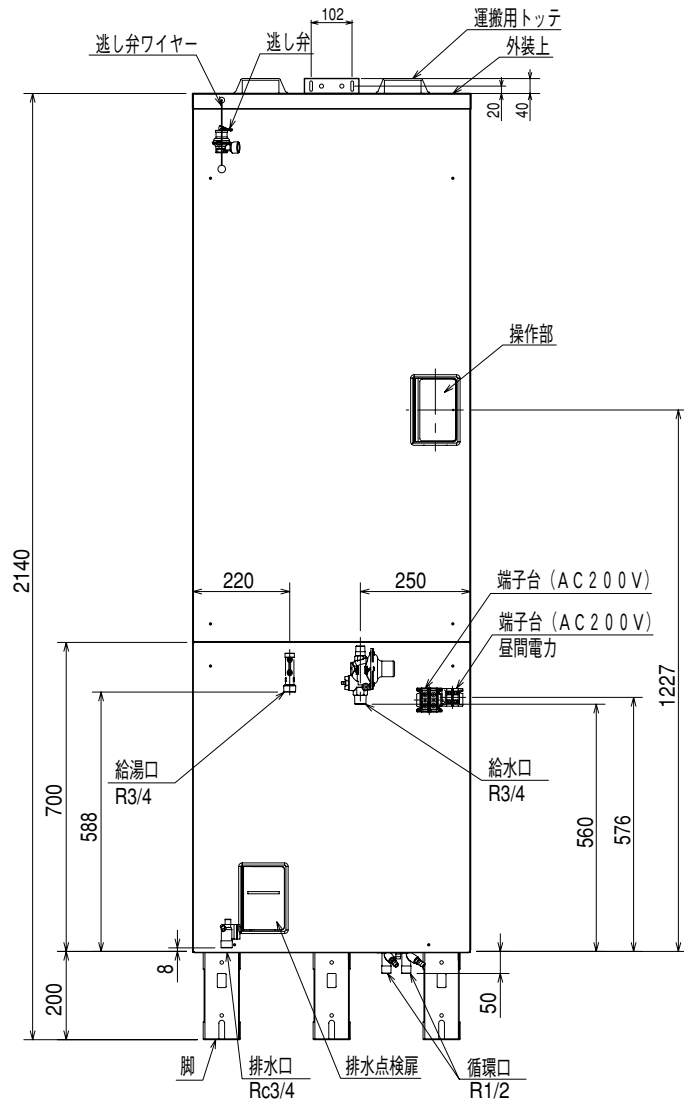 102
運搬用トッテ
逃し弁ワイヤー
逃し弁
外装上
20
40
操作部
2140
220
250
端子台（ＡＣ２００Ｖ）
端子台（ＡＣ２００Ｖ）
昼間電力
1227
給湯口
R3/4
給水口
R3/4
700
588
560
576
8
200
50
脚
排水口
Rc3/4
排水点検扉
循環口
R1/2